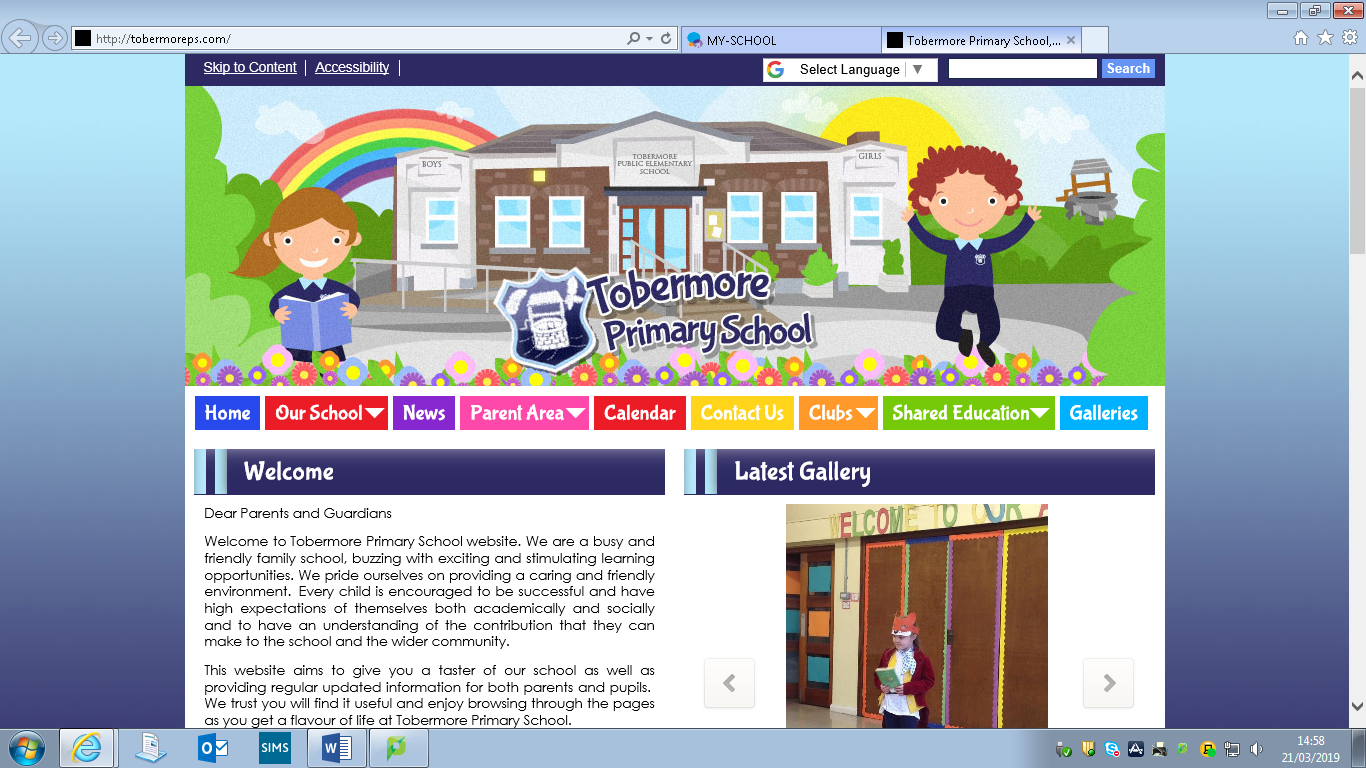 http://tobermoreps.com/
MY-SCHOOL
Tobermore Primary School,...
Skip to Content
Accessibility
Select Language
Search
BOYS
TOBERMORE
PUBLIC ELEMENTARY
SCHOOL
GIRLS
Tobermore
Primary School
Home
Our School
News
Parent Area
Calendar
Contact Us
Clubs
Shared Education
Galleries
Welcome
Dear Parents and Guardians
Welcome to Tobermore Primary School website. We are a busy and
friendly family school, buzzing with exciting and stimulating learning
opportunities. We pride ourselves on providing a caring and friendly
environment. Every child is encouraged to be successful and have
high expectations of themselves both academically and socially
and to have an understanding of the contribution that they can
make to the school and the wider community.
This website aims to give you a taster of our school as well as
providing regular updated information for both parents and pupils.
We trust you will find it useful and enjoy browsing through the pages
as you get a flavour of life at Tobermore Primary School.
Latest Gallery
WELCOME TO OUR
SIMS
14:58
21/03/2019